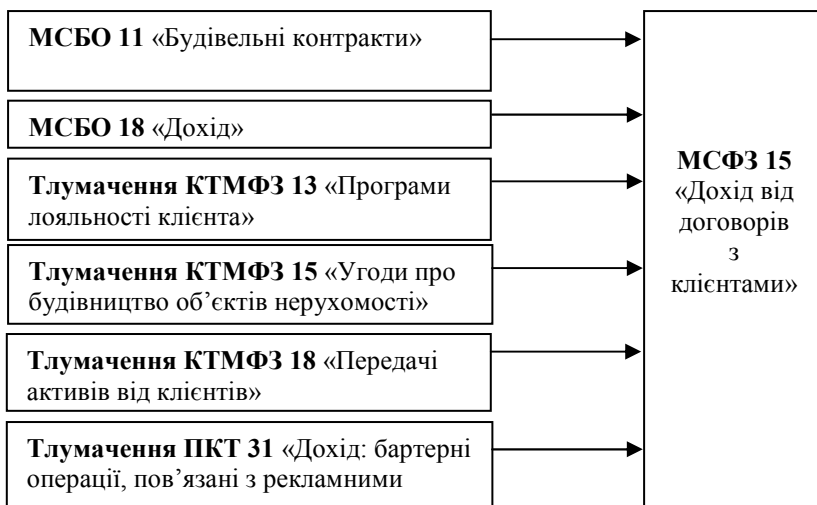 МСБО 11 «Будівельні контракти»
МСБО 18 «Дохід»
Тлумачення КТМФЗ 13 «Програми
лояльності клієнта»
Тлумачення КТМФЗ 15 «Угоди про
будівництво об’єктів нерухомості»
Тлумачення КТМФЗ 18 «Передачі
активів від клієнтів»
Тлумачення ПКТ 31 «Дохід: бартерні
операції, пов’язані з рекламними
МСФЗ 15
«Дохід від
договорів
з
клієнтами»